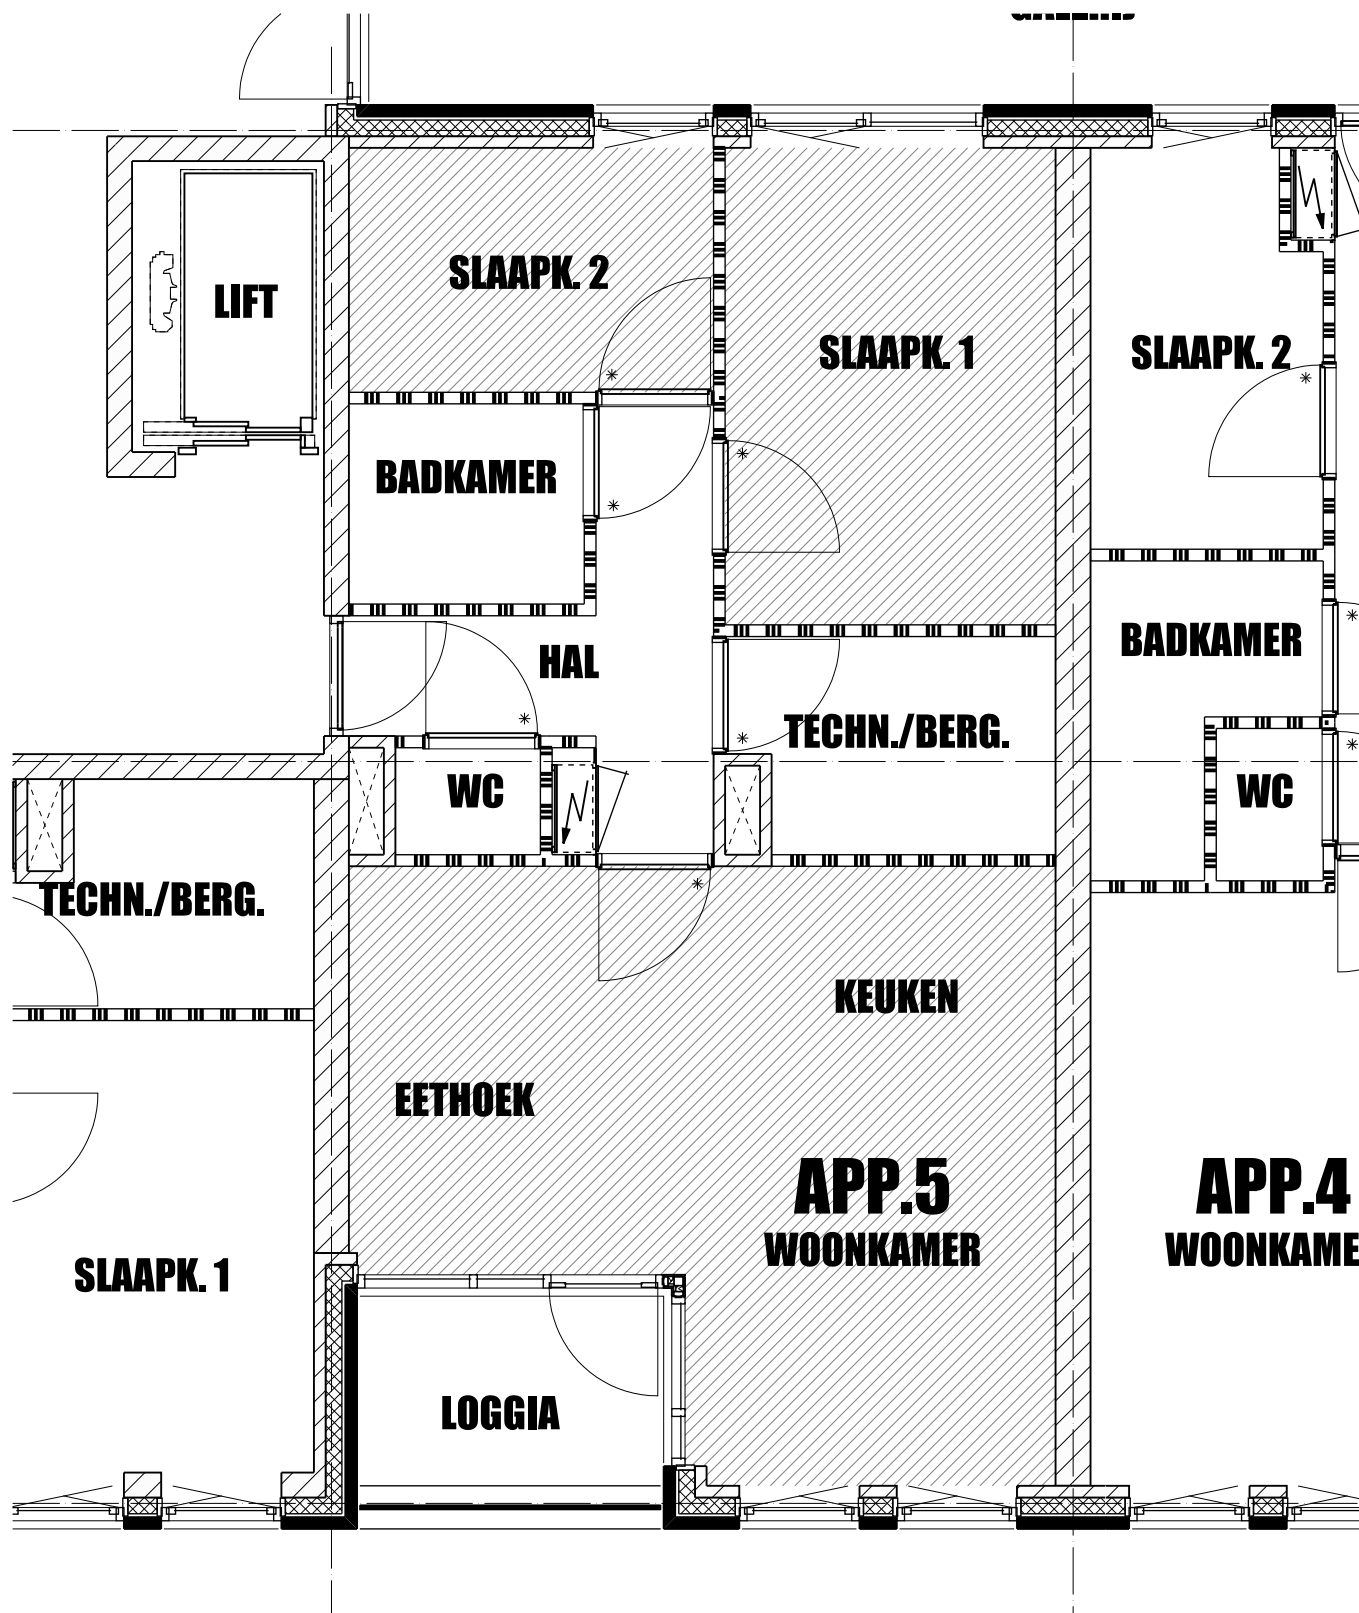 SLAAPK. 2
LIFT
SLAAPK. 1
SLAAPK. 2
BADKAMER
BADKAMER
HAL
TECHN./BERG.
WC
WC
TECHN./BERG.
KEUKEN
EETHOEK
APP.5
WOONKAMER
APP.4
WOONKAME
SLAAPK. 1
LOGGIA